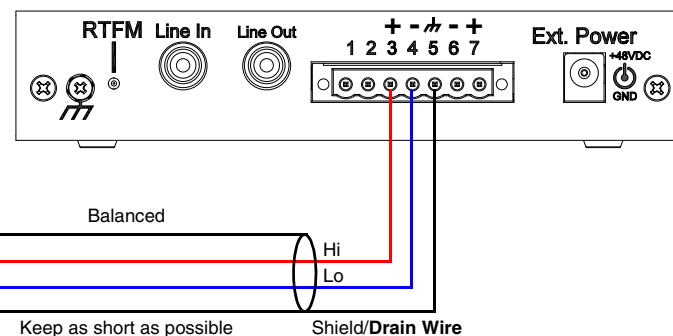 RTFM Line In Line Out + - - + Ext. Power
1 2 3 4 5 6 7
+48VDC
GND
Balanced
Hi
Lo
Keep as short as possible Shield/Drain Wire